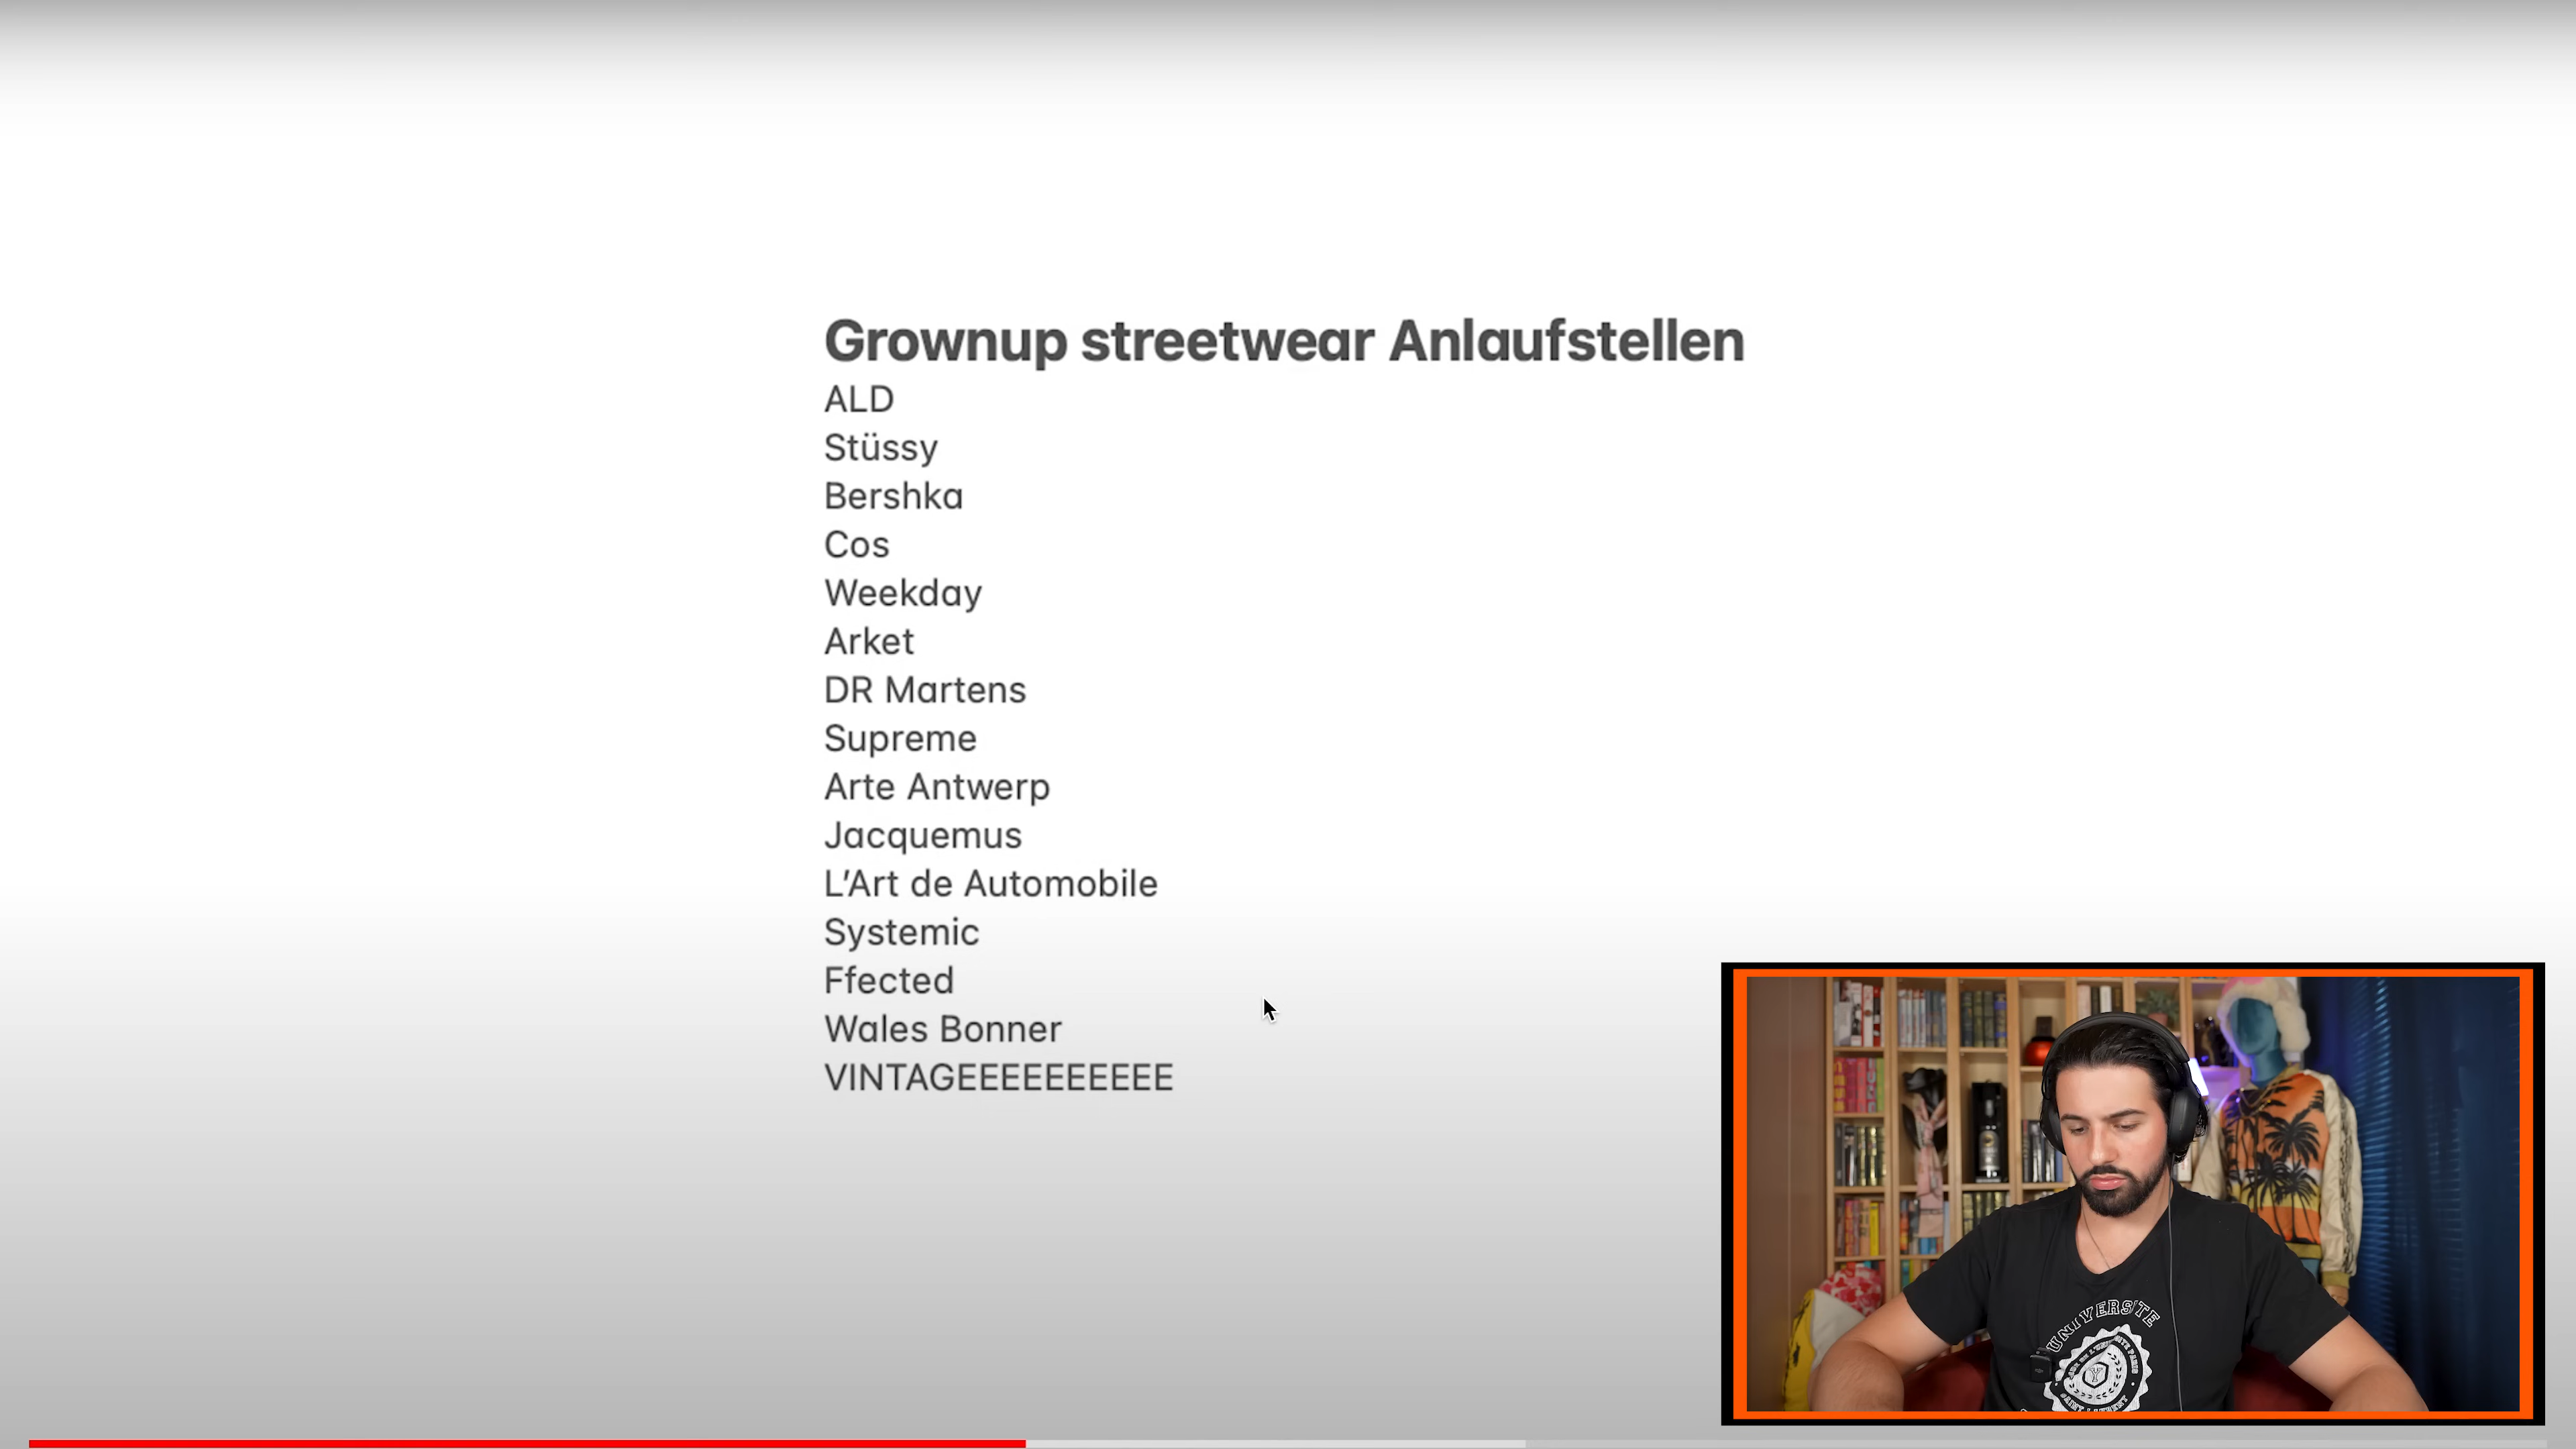 Grownup streetwear Anlaufstellen
ALD
Stüssy
Bershka
Cos
Weekday
Arket
DR Martens
Supreme
Arte Antwerp
Jacquemus
L'Art de Automobile
Systemic
Ffected
Wales Bonner
VINTAGEEEEEEEEEE
UNIVERSITE